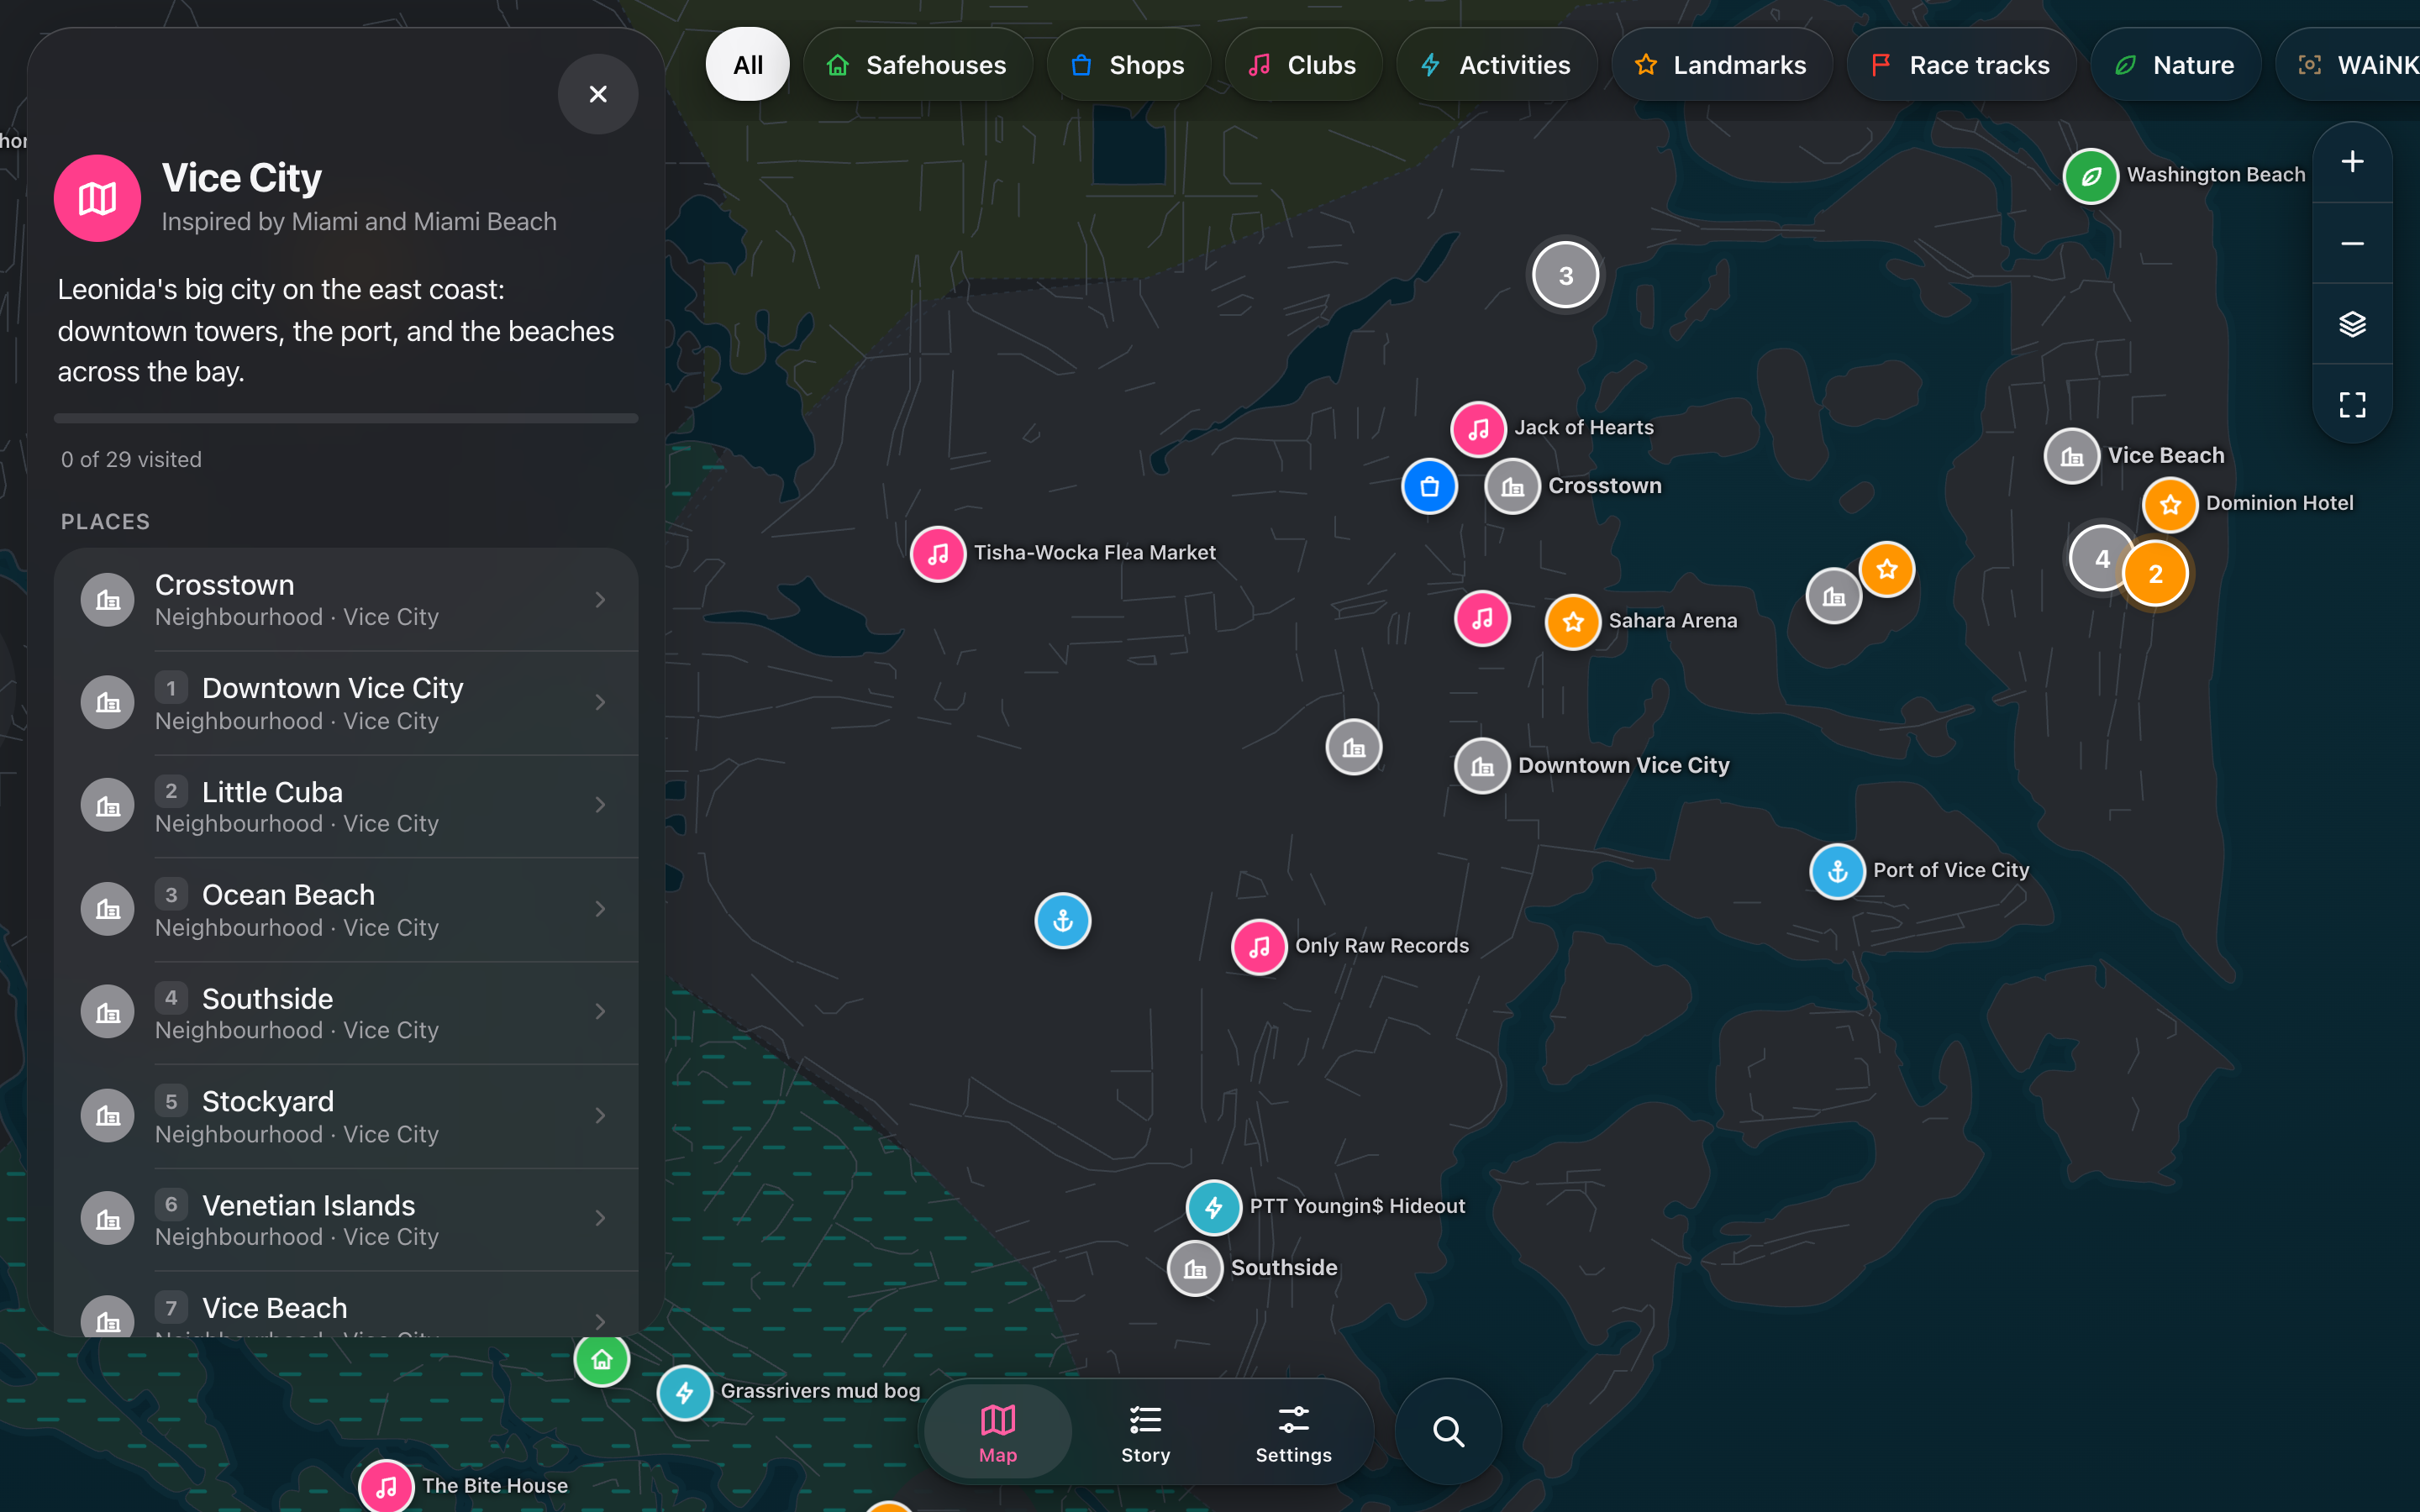 All
Safehouses
Shops
Clubs
Activities
Landmarks
Race tracks
Nature
WAiNK
Vice City
Inspired by Miami and Miami Beach
Leonida's big city on the east coast:
downtown towers, the port, and the beaches
across the bay.
0 of 29 visited
PLACES
Crosstown
Neighbourhood · Vice City
1 Downtown Vice City
Neighbourhood · Vice City
2 Little Cuba
Neighbourhood · Vice City
3 Ocean Beach
Neighbourhood · Vice City
4 Southside
Neighbourhood · Vice City
5 Stockyard
Neighbourhood · Vice City
6 Venetian Islands
Neighbourhood · Vice City
7 Vice Beach
Washington Beach
3
Jack of Hearts
Vice Beach
Crosstown
Dominion Hotel
Tisha-Wocka Flea Market
4
2
Sahara Arena
Downtown Vice City
Port of Vice City
Only Raw Records
PTT Youngin$ Hideout
Southside
Grassrivers mud bog
The Bite House
Map
Story
Settings